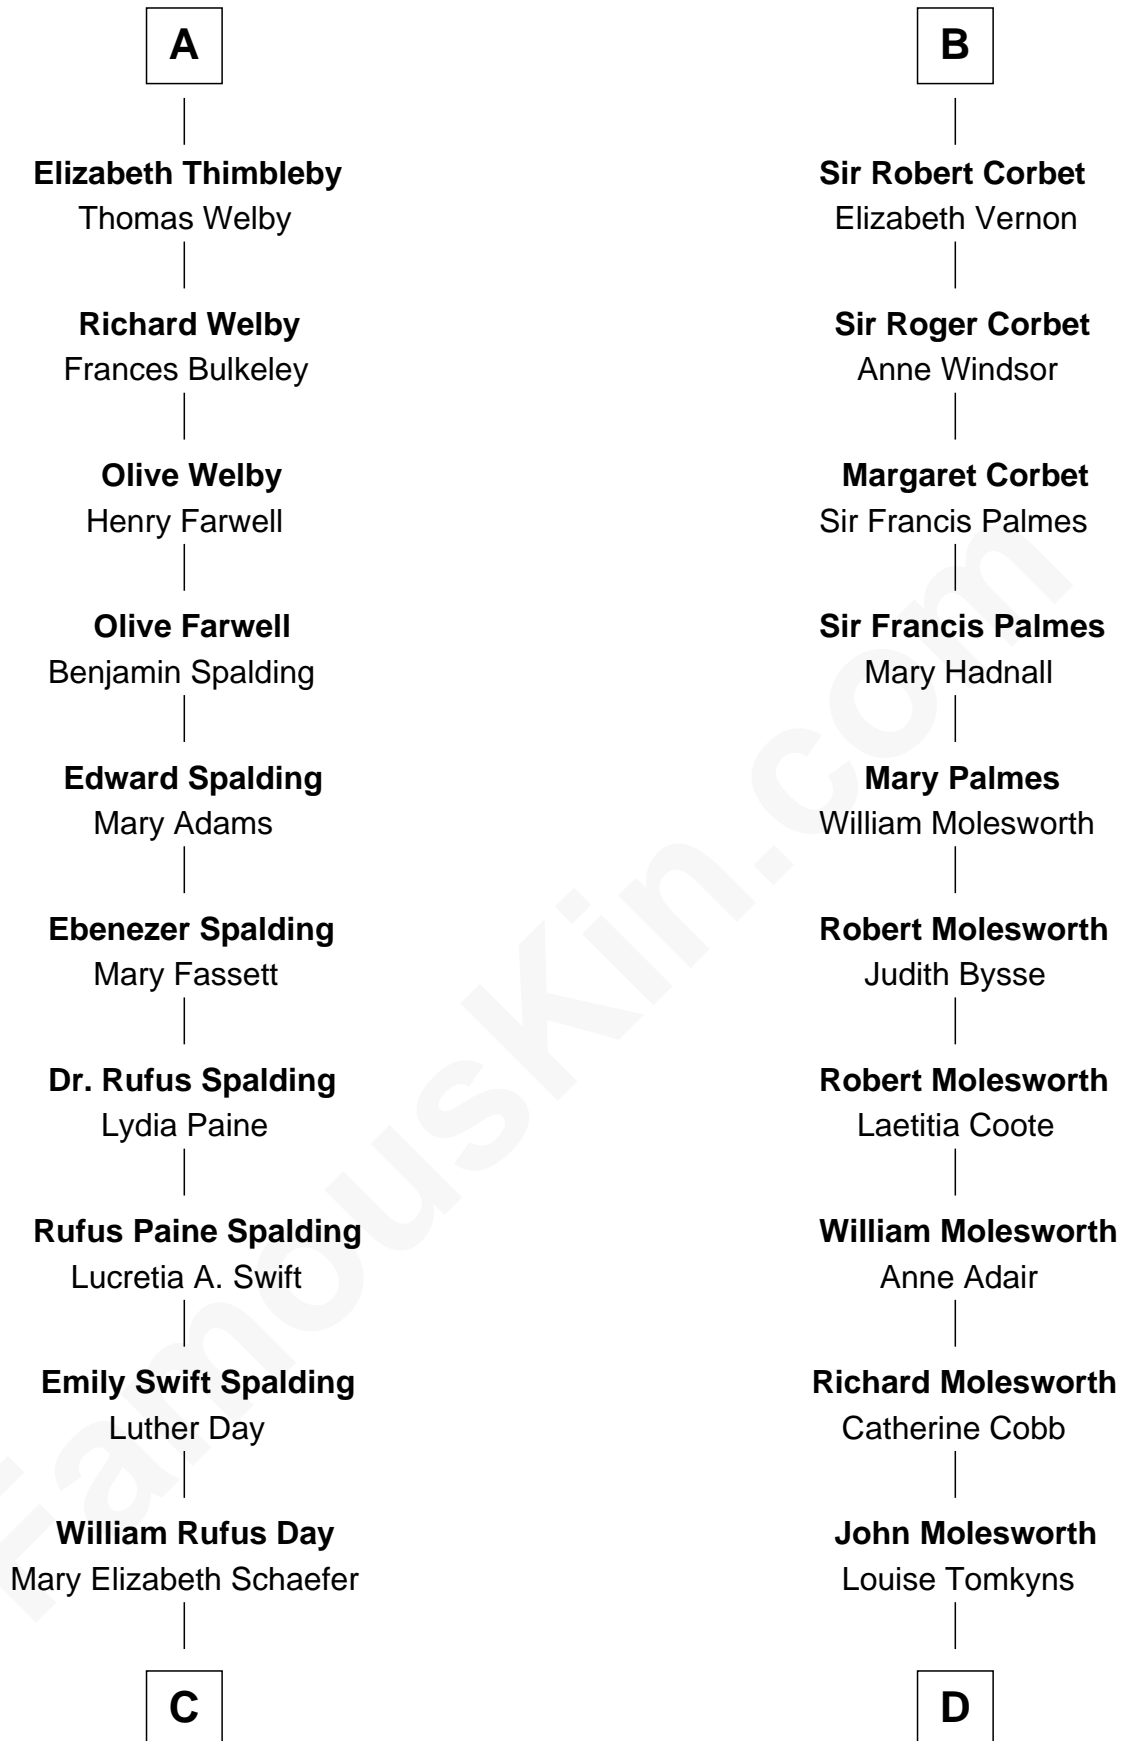 A
Elizabeth Thimbleby
Thomas Welby
Richard Welby
Frances Bulkeley
Olive Welby
Henry Farwell
Olive Farwell
Benjamin Spalding
Edward Spalding
Mary Adams
Ebenezer Spalding
Mary Fassett
Dr. Rufus Spalding
Lydia Paine
Rufus Paine Spalding
Lucretia A. Swift
Emily Swift Spalding
Luther Day
William Rufus Day
Mary Elizabeth Schaefer
C
B
Sir Robert Corbet
Elizabeth Vernon
Sir Roger Corbet
Anne Windsor
Margaret Corbet
Sir Francis Palmes
Sir Francis Palmes
Mary Hadnall
Mary Palmes
William Molesworth
Robert Molesworth
Judith Bysse
Robert Molesworth
Laetitia Coote
William Molesworth
Anne Adair
Richard Molesworth
Catherine Cobb
John Molesworth
Louise Tomkyns
D
FamousKin.com